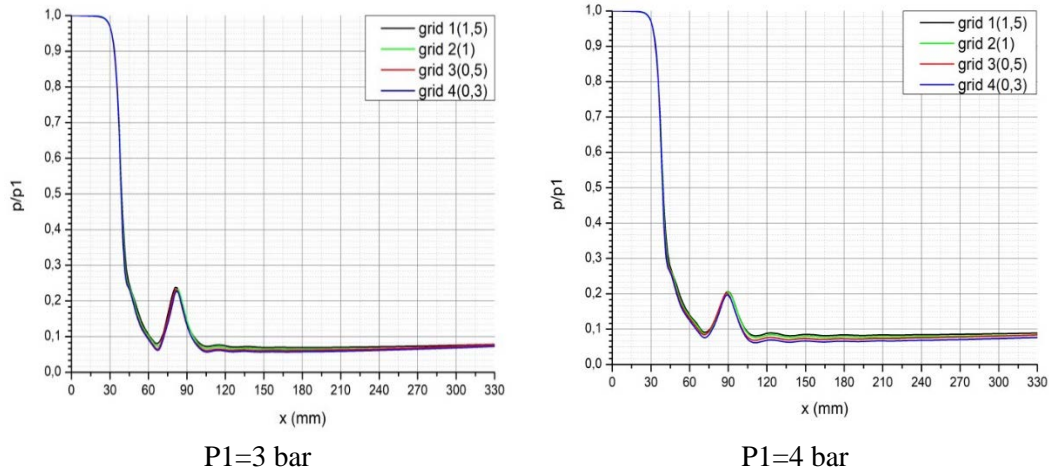 1,0
0,9
0,8
0,7
0,6
0,5
0,4
0,3
0,2
0,1
0,0
p/p1
0 30 60 90 120 150 180 210 240 270 300 330
x (mm)
grid 1(1,5)
grid 2(1)
grid 3(0,5)
grid 4(0,3)
P1=3 bar
1,0
0,9
0,8
0,7
0,6
0,5
0,4
0,3
0,2
0,1
0,0
p/p1
0 30 60 90 120 150 180 210 240 270 300 330
x (mm)
grid 1(1,5)
grid 2(1)
grid 3(0,5)
grid 4(0,3)
P1=4 bar